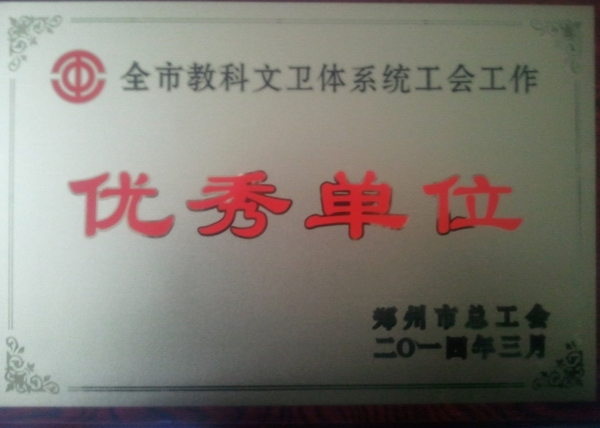 全市教科文卫体系统工会工作
优秀单位
郑州市总工会
二〇一四年三月